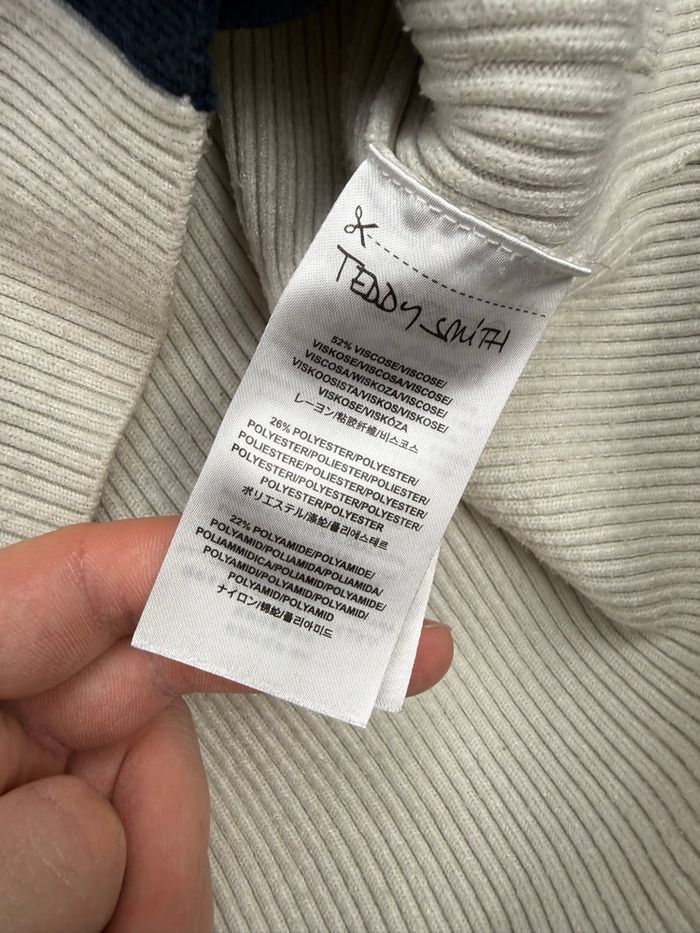 TEDDY SMITH
52% VISCOSE/VISCOSE/
VISKOSE/VISCOSA/VISCOSE/
VISCOSA/WISKOZA/VISCOSE/
VISKOOSISTA/VISKOS/VISKOSE/
VISKOSE/VISKÓZA
レーヨン/粘胶纤维/비스코스
26% POLYESTER/POLYESTER/
POLYESTER/POLIESTER/POLIESTER/
POLIESTERE/POLIESTER/POLYESTER/
POLYESTERI/POLYESTER/POLYESTER/
POLYESTER/POLYESTER
ポリエステル/涤纶/폴리에스테르
22% POLYAMIDE/POLYAMIDE/
POLYAMID/POLIAMIDA/POLIAMIDA/
POLIAMMIDICA/POLIAMID/POLYAMIDE/
POLYAMIDI/POLYAMID/POLYAMID/
POLYAMID/POLYAMID
ナイロン/锦纶/폴리아미드